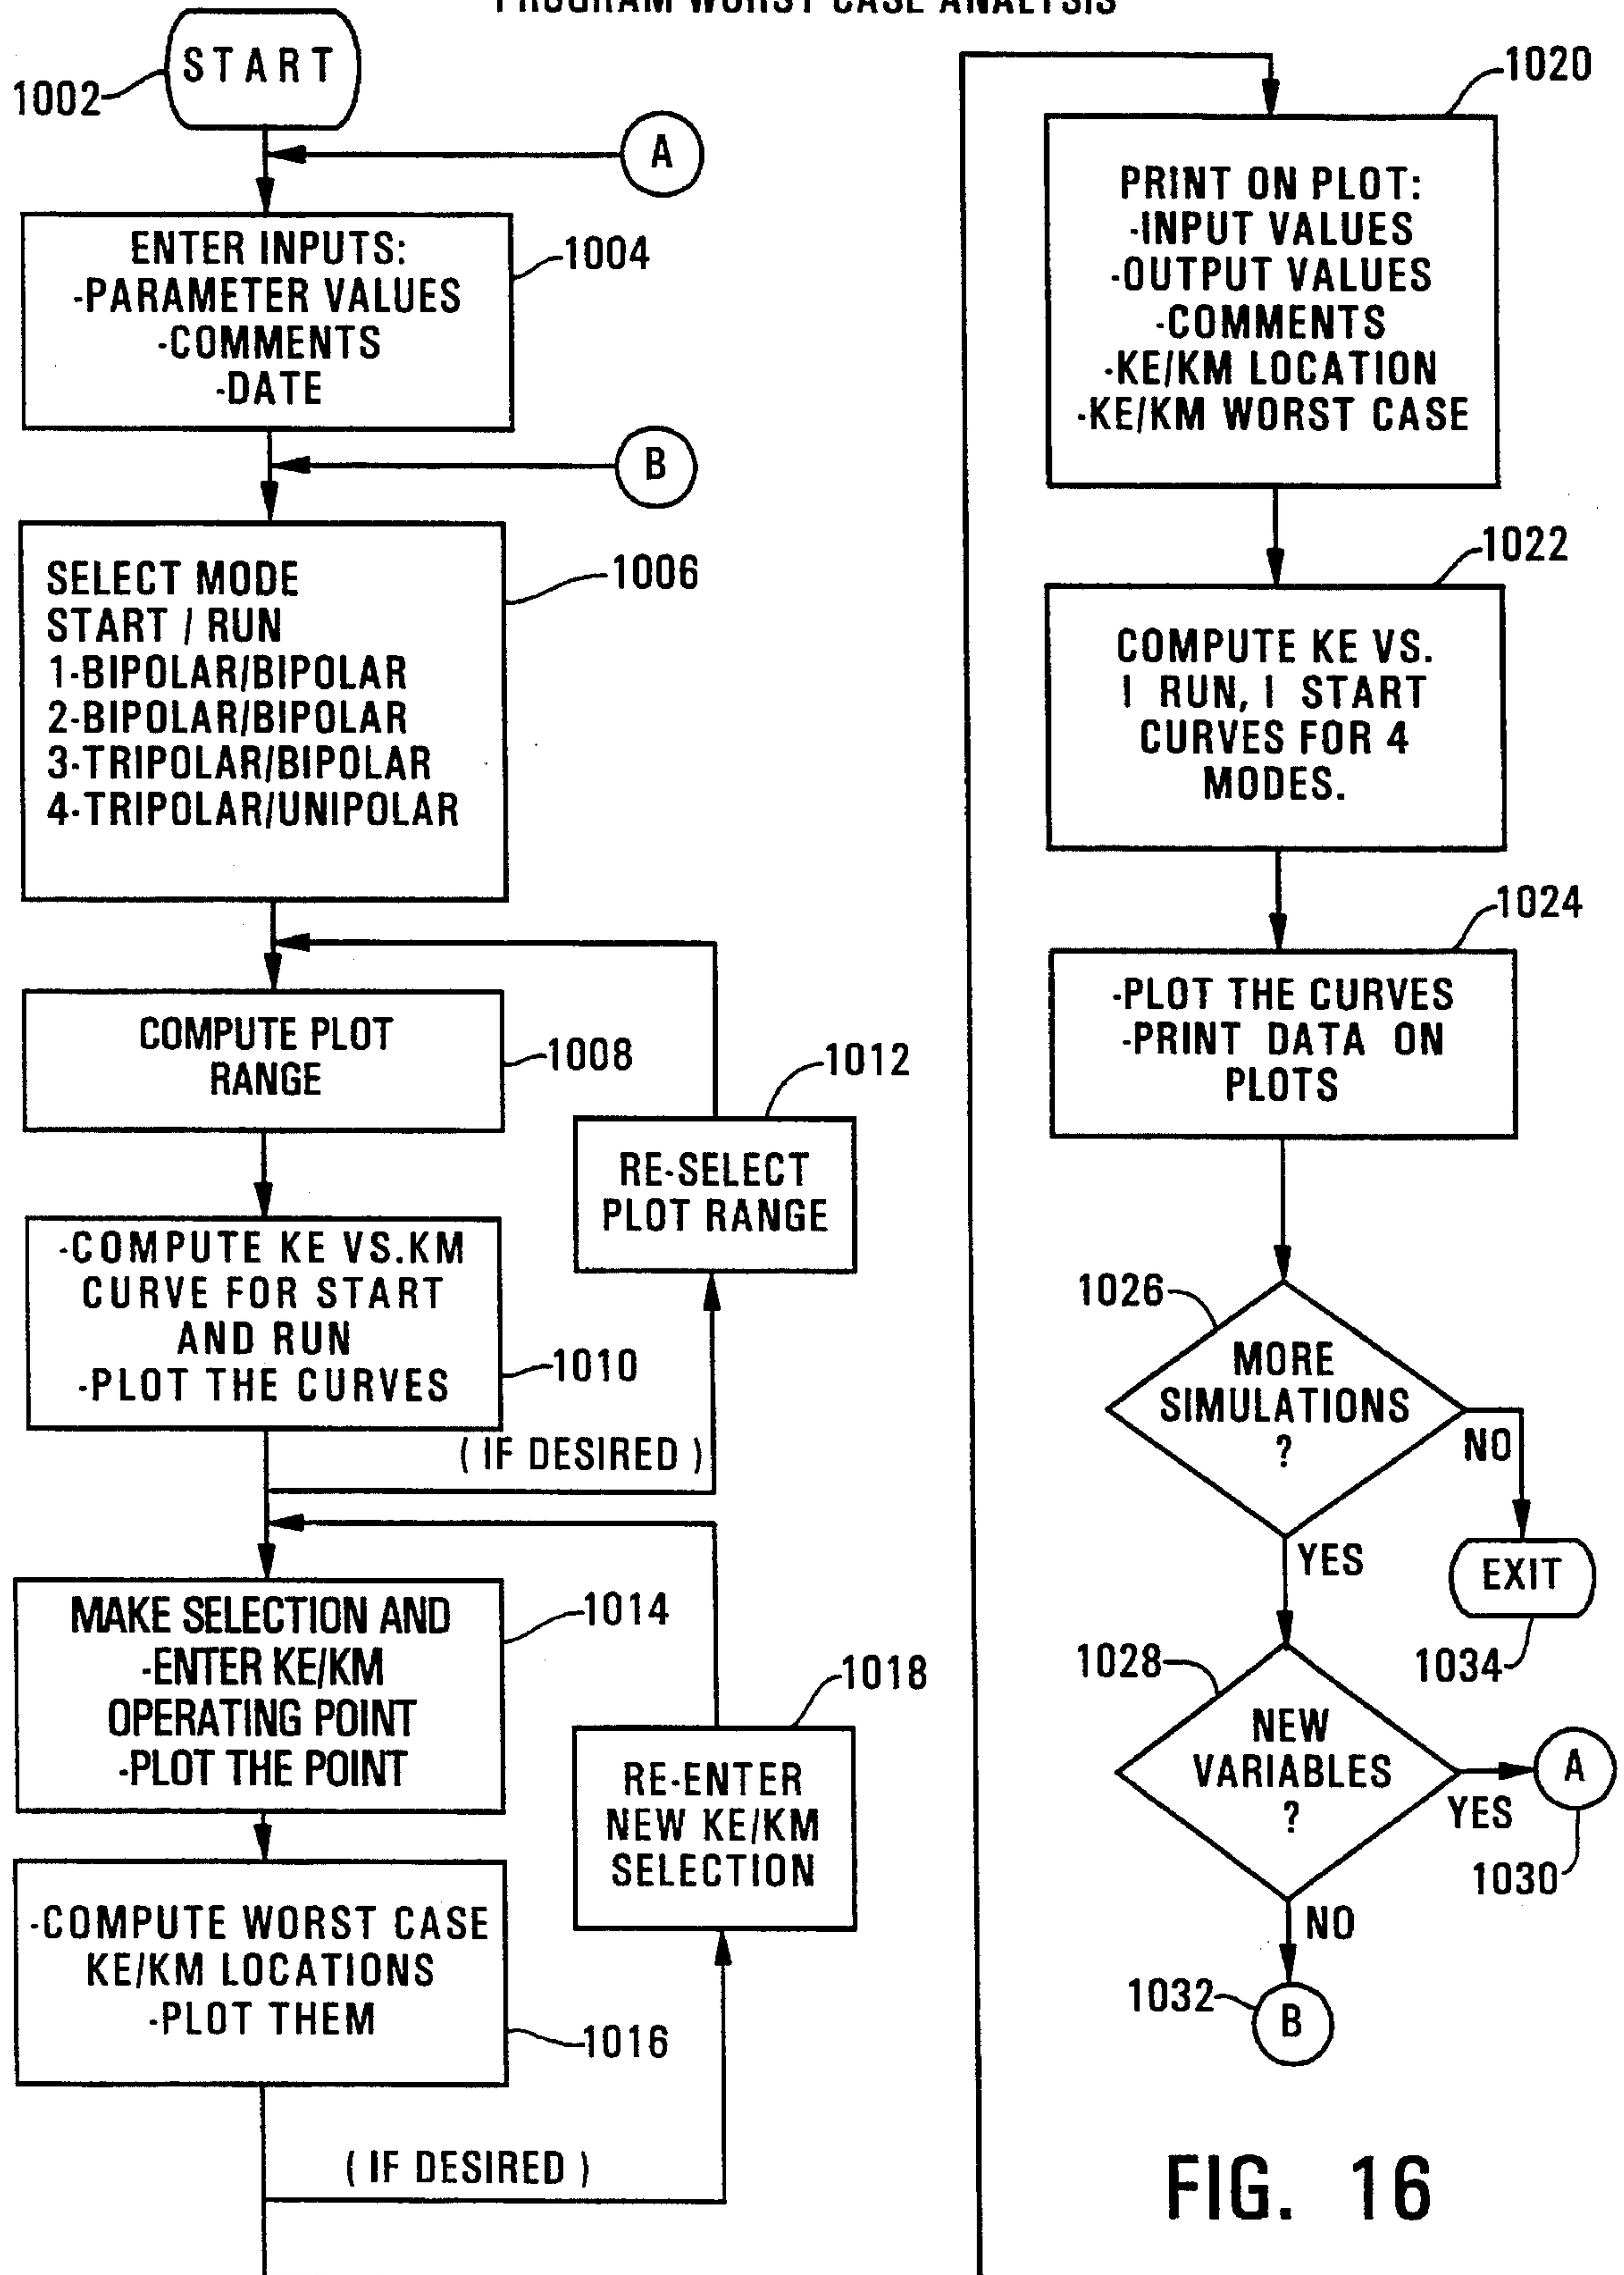 PROGRAM WORST CASE ANALYSIS
START
1002
A
ENTER INPUTS:
-PARAMETER VALUES
-COMMENTS
-DATE
1004
B
SELECT MODE
START / RUN
1-BIPOLAR/BIPOLAR
2-BIPOLAR/BIPOLAR
3-TRIPOLAR/BIPOLAR
4-TRIPOLAR/UNIPOLAR
1006
COMPUTE PLOT
RANGE
1008
1012
RE-SELECT
PLOT RANGE
-COMPUTE KE VS.KM
CURVE FOR START
AND RUN
-PLOT THE CURVES
1010
( IF DESIRED )
MAKE SELECTION AND
-ENTER KE/KM
OPERATING POINT
-PLOT THE POINT
1014
1018
RE-ENTER
NEW KE/KM
SELECTION
-COMPUTE WORST CASE
KE/KM LOCATIONS
-PLOT THEM
1016
( IF DESIRED )
1020
PRINT ON PLOT:
-INPUT VALUES
-OUTPUT VALUES
-COMMENTS
-KE/KM LOCATION
-KE/KM WORST CASE
1022
COMPUTE KE VS.
I RUN, I START
CURVES FOR 4
MODES.
1024
-PLOT THE CURVES
-PRINT DATA ON
PLOTS
1026
MORE
SIMULATIONS
?
NO
YES
EXIT
1034
1028
NEW
VARIABLES
?
YES
A
1030
NO
1032
B
FIG. 16